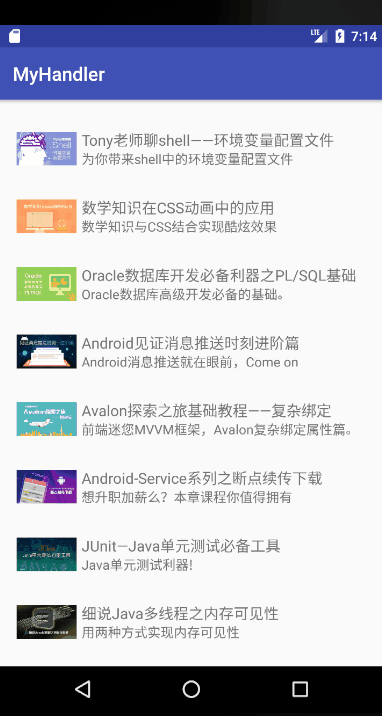 LTE 7:14
MyHandler
Tony老师聊shell——环境变量配置文件
为你带来shell中的环境变量配置文件
数学知识在CSS动画中的应用
数学知识与CSS结合实现酷炫效果
Oracle数据库开发必备利器之PL/SQL基础
Oracle数据库高级开发必备的基础。
Android见证消息推送时刻进阶篇
Android消息推送就在眼前，Come on
Avalon探索之旅基础教程——复杂绑定
前端迷您MVVM框架，Avalon复杂绑定属性篇。
Android-Service系列之断点续传下载
想升职加薪么？本章课程你值得拥有
JUnit—Java单元测试必备工具
Java单元测试利器!
细说Java多线程之内存可见性
用两种方式实现内存可见性